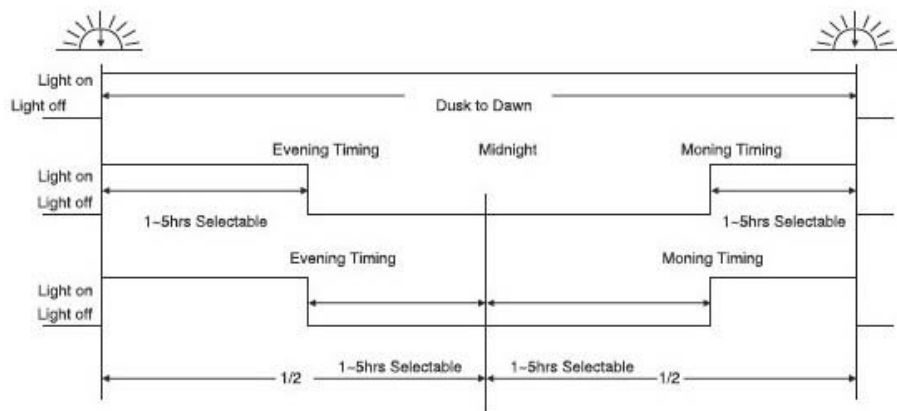 Light on
Light off
Dusk to Dawn
Evening Timing Midnight Moning Timing
Light on
Light off
1~5hrs Selectable 1~5hrs Selectable
Evening Timing Moning Timing
Light on
Light off
1~5hrs Selectable 1~5hrs Selectable
1/2 1/2